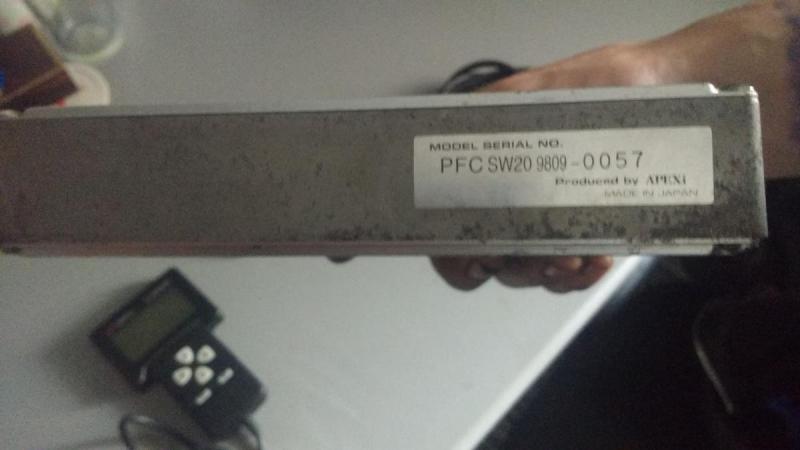 MODEL SERIAL NO.
PFC SW20 9809-0057
Produced by APEXi
MADE IN JAPAN